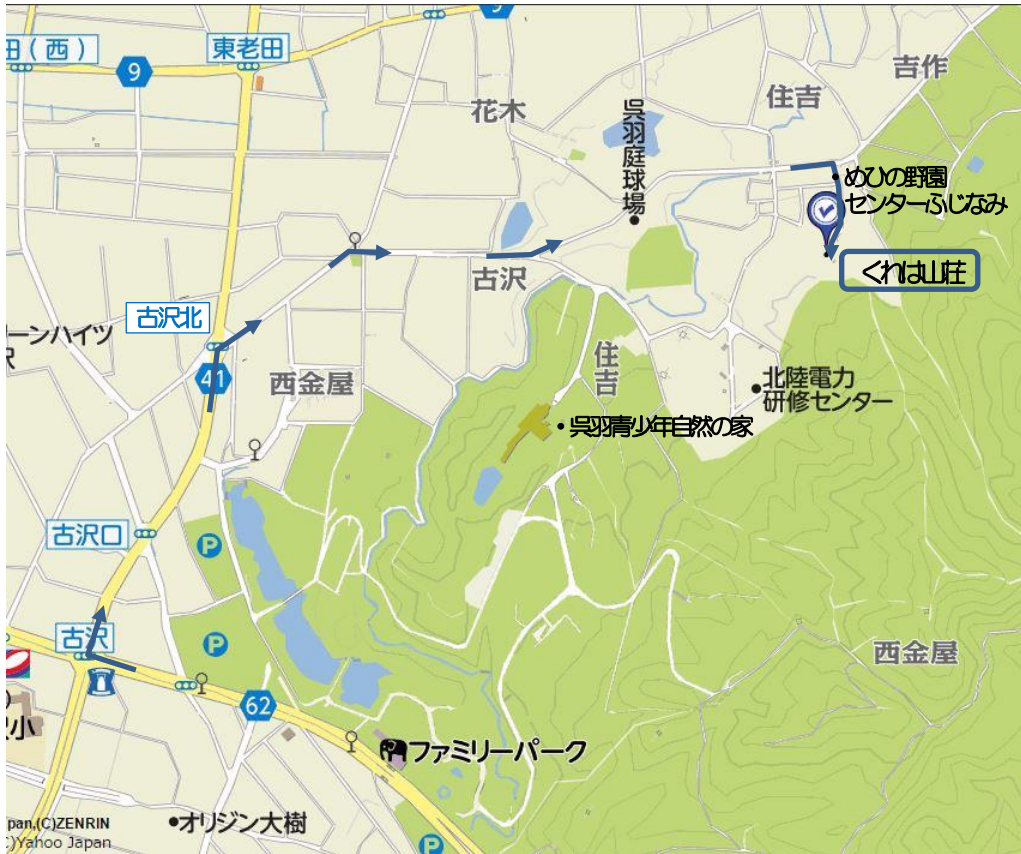 9
田(西)
東老田
9
吉作
住吉
花木
呉羽庭球場
めひの野園
センターふじなみ
古沢
くれは山荘
古沢北
ーンハイツ
沢
41
西金屋
住吉
北陸電力
研修センター
呉羽青少年自然の家
古沢口
P
古沢
P
西金屋
62
小
ファミリーパーク
オリジン大樹
pan,(C)ZENRIN
C)Yahoo Japan
P